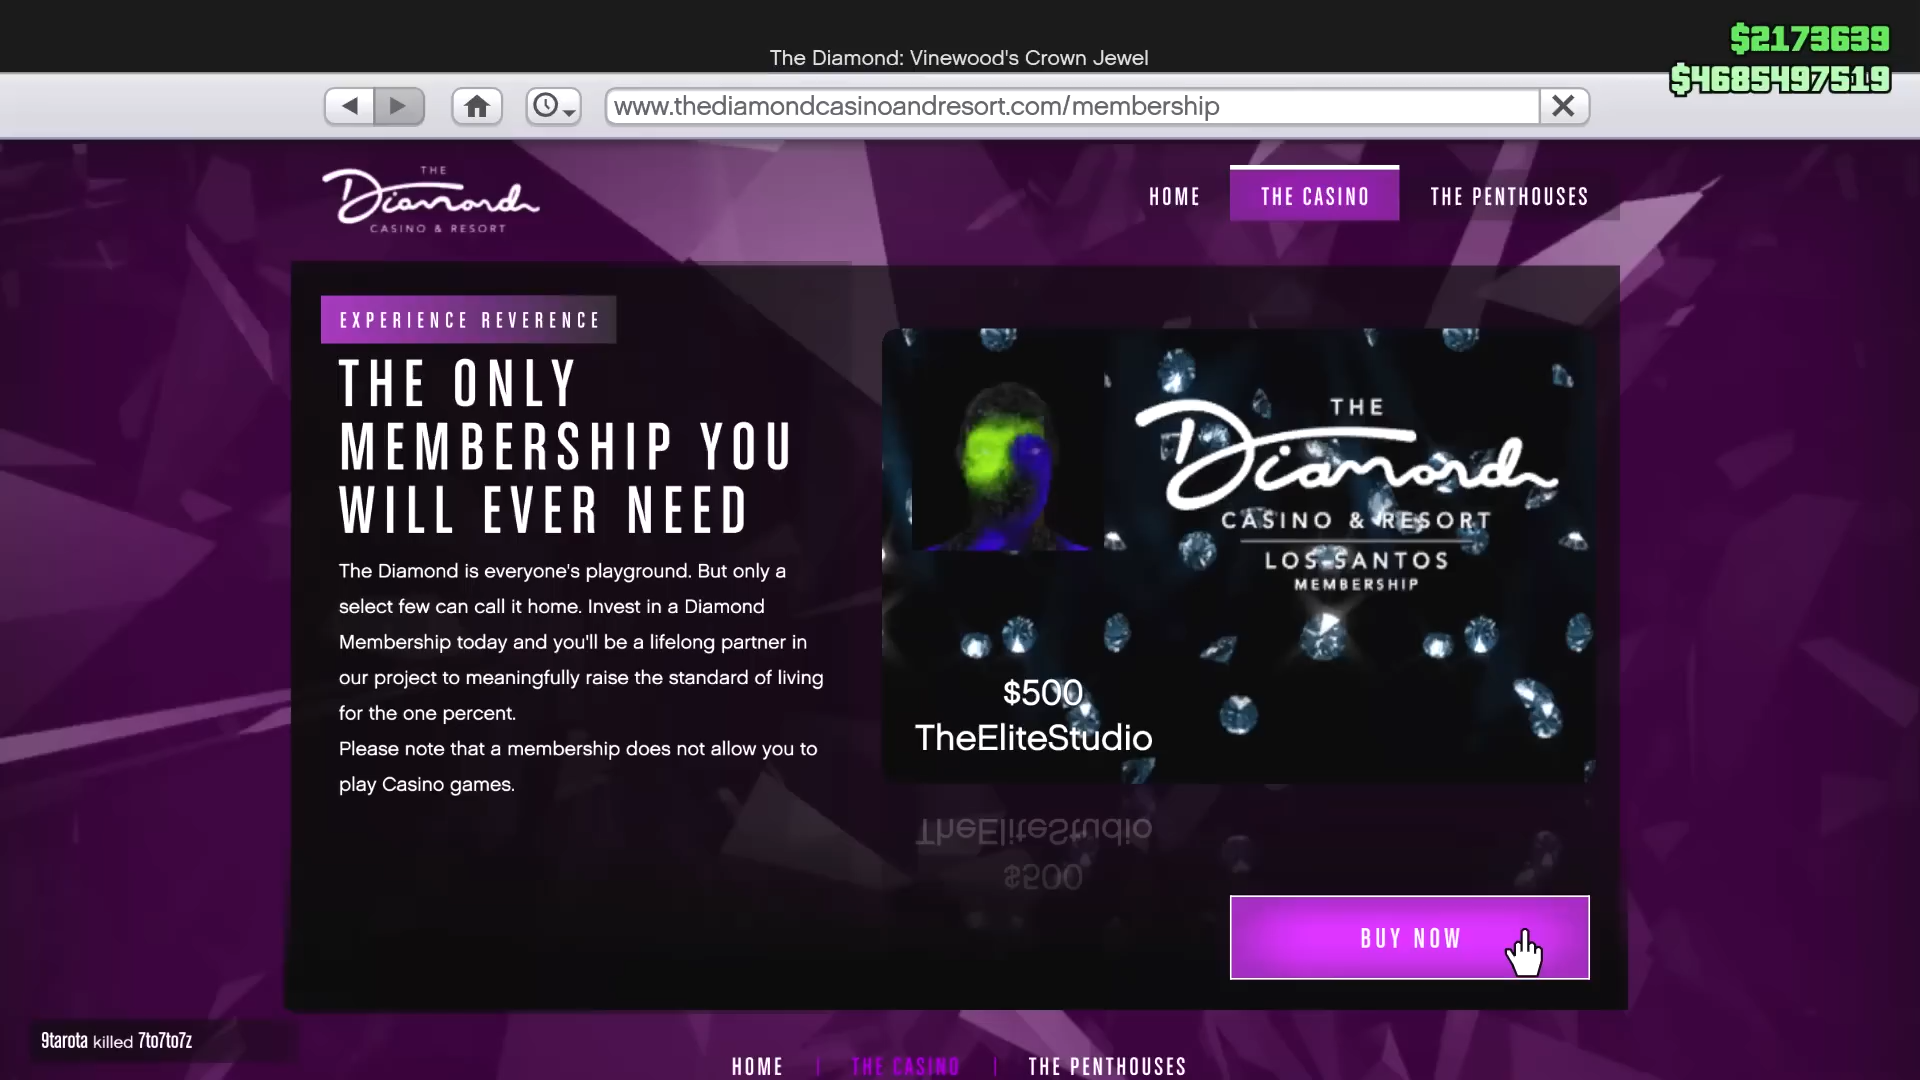 The Diamond: Vinewood's Crown Jewel
$2173639
$4685497519
www.thediamondcasinoandresort.com/membership
THE
Diamond
CASINO & RESORT
HOME
THE CASINO
THE PENTHOUSES
EXPERIENCE REVERENCE
THE ONLY
MEMBERSHIP YOU
WILL EVER NEED
The Diamond is everyone's playground. But only a
select few can call it home. Invest in a Diamond
Membership today and you'll be a lifelong partner in
our project to meaningfully raise the standard of living
for the one percent.
Please note that a membership does not allow you to
play Casino games.
THE
Diamond
CASINO & RESORT
LOS SANTOS
MEMBERSHIP
$500
TheEliteStudio
TheEliteStudio
$500
BUY NOW
9tarota killed 7to7to7z
HOME | THE CASINO | THE PENTHOUSES